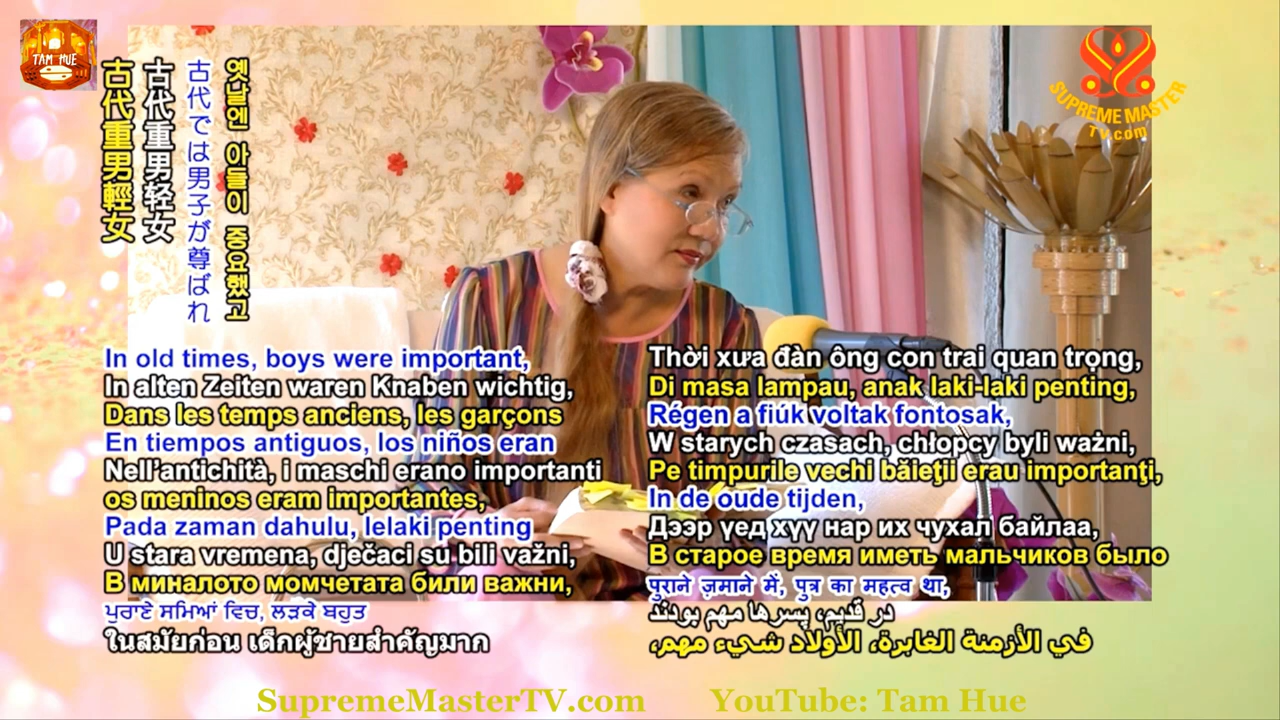 TAM HUE
古代重男輕女
古代重男轻女
古代では男子が尊ばれ
옛날엔 아들이 중요했고
SUPREME MASTER
TV.com
In old times, boys were important,
In alten Zeiten waren Knaben wichtig,
Dans les temps anciens, les garçons
En tiempos antiguos, los niños eran
Nell'antichità, i maschi erano importanti
os meninos eram importantes,
Pada zaman dahulu, lelaki penting
U stara vremena, dječaci su bili važni,
В миналото момчетата били важни,
ਪੁਰਾਣੇ ਸਮਿਆਂ ਵਿਚ, ਲੜਕੇ ਬਹੁਤ
ในสมัยก่อน เด็กผู้ชายสำคัญมาก
Thời xưa đàn ông con trai quan trọng,
Di masa lampau, anak laki-laki penting,
Régen a fiúk voltak fontosak,
W starych czasach, chłopcy byli ważni,
Pe timpurile vechi băieţii erau importanţi,
In de oude tijden,
Дээр үед хүү нар их чухал байлаа,
В старое время иметь мальчиков было
पुराने ज़माने में, पुत्र का महत्व था,
در قدیم، پسرها مهم بودند
في الأزمنة الغابرة، الأولاد شيء مهم،
SupremeMasterTV.com
YouTube: Tam Hue